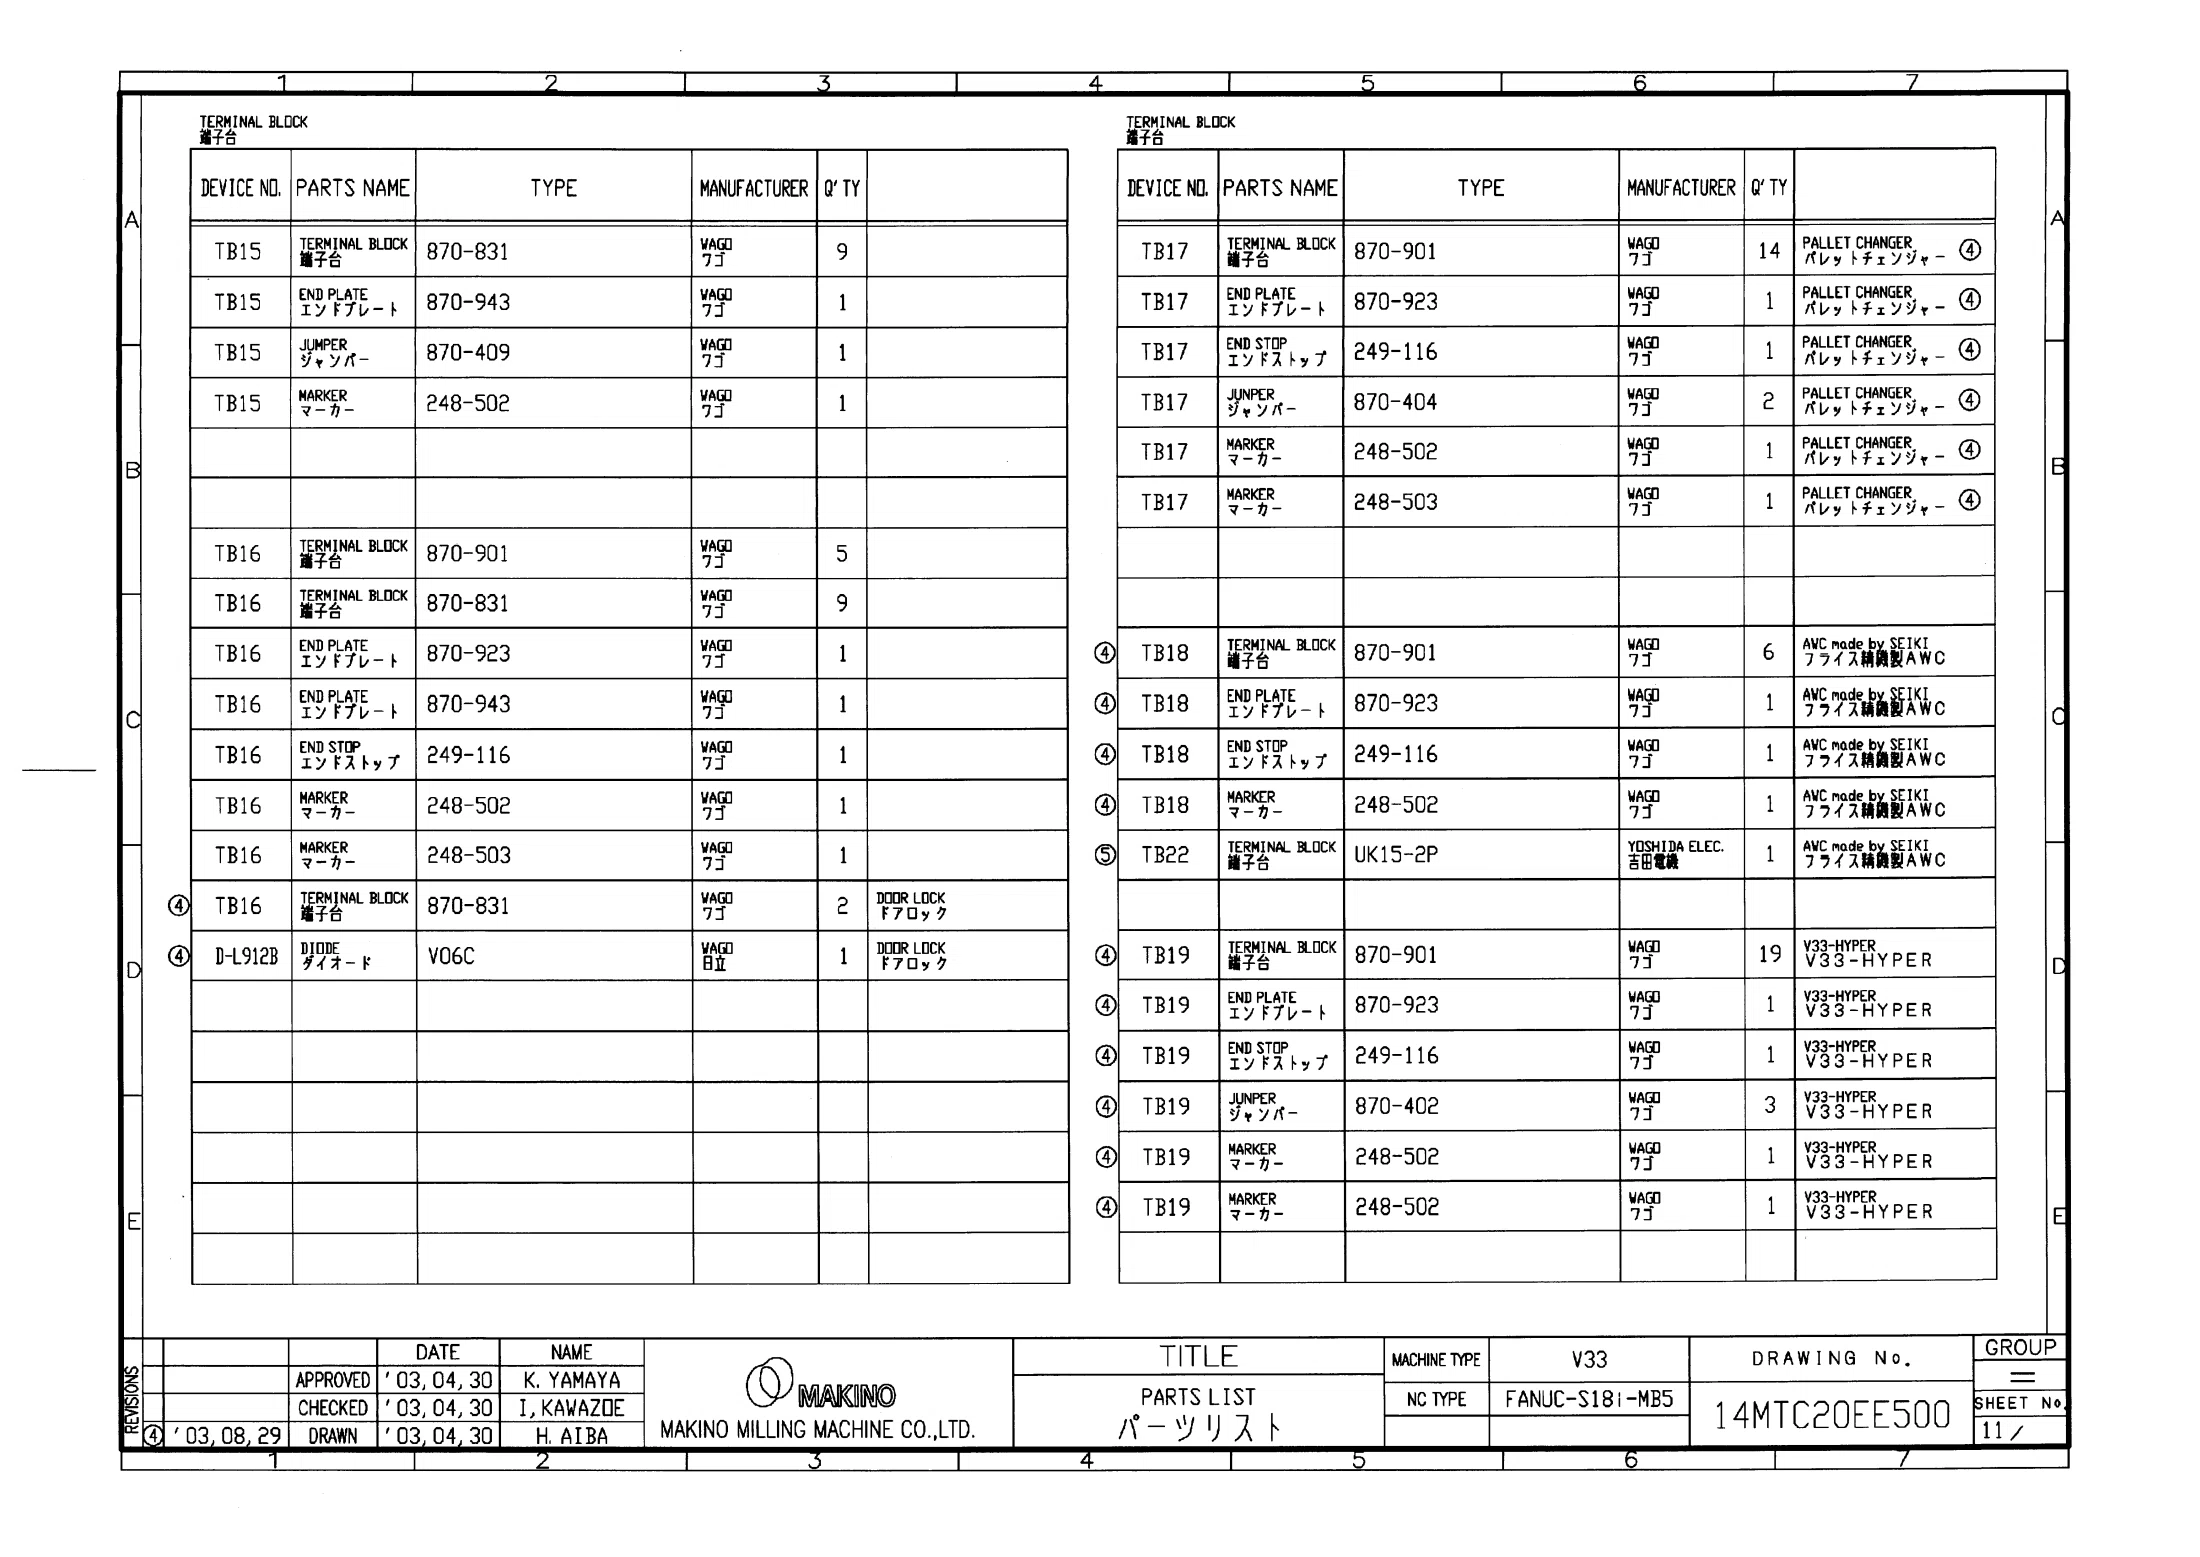 1 2 3 4 5 6 7
TERMINAL BLOCK
端子台
DEVICE NO. PARTS NAME TYPE MANUFACTURER Q'TY
TB15 TERMINAL BLOCK 870-831 WAGO 9
端子台 ワゴ
TB15 END PLATE 870-943 WAGO 1
エンドプレート ワゴ
TB15 JUMPER 870-409 WAGO 1
ジャンパー ワゴ
TB15 MARKER 248-502 WAGO 1
マーカー ワゴ
TB16 TERMINAL BLOCK 870-901 WAGO 5
端子台 ワゴ
TB16 TERMINAL BLOCK 870-831 WAGO 9
端子台 ワゴ
TB16 END PLATE 870-923 WAGO 1
エンドプレート ワゴ
TB16 END PLATE 870-943 WAGO 1
エンドプレート ワゴ
TB16 END STOP 249-116 WAGO 1
エンドストップ ワゴ
TB16 MARKER 248-502 WAGO 1
マーカー ワゴ
TB16 MARKER 248-503 WAGO 1
マーカー ワゴ
④ TB16 TERMINAL BLOCK 870-831 WAGO 2 DOOR LOCK
端子台 ワゴ ドアロック
④ D-L912B DIODE V06C WAGO 1 DOOR LOCK
ダイオード 日立 ドアロック
TERMINAL BLOCK
端子台
DEVICE NO. PARTS NAME TYPE MANUFACTURER Q'TY
TB17 TERMINAL BLOCK 870-901 WAGO 14 PALLET CHANGER ④
端子台 ワゴ パレットチェンジャー
TB17 END PLATE 870-923 WAGO 1 PALLET CHANGER ④
エンドプレート ワゴ パレットチェンジャー
TB17 END STOP 249-116 WAGO 1 PALLET CHANGER ④
エンドストップ ワゴ パレットチェンジャー
TB17 JUNPER 870-404 WAGO 2 PALLET CHANGER ④
ジャンパー ワゴ パレットチェンジャー
TB17 MARKER 248-502 WAGO 1 PALLET CHANGER ④
マーカー ワゴ パレットチェンジャー
TB17 MARKER 248-503 WAGO 1 PALLET CHANGER ④
マーカー ワゴ パレットチェンジャー
④ TB18 TERMINAL BLOCK 870-901 WAGO 6 AWC made by SEIKI
端子台 ワゴ フライス精機製AWC
④ TB18 END PLATE 870-923 WAGO 1 AWC made by SEIKI
エンドプレート ワゴ フライス精機製AWC
④ TB18 END STOP 249-116 WAGO 1 AWC made by SEIKI
エンドストップ ワゴ フライス精機製AWC
④ TB18 MARKER 248-502 WAGO 1 AWC made by SEIKI
マーカー ワゴ フライス精機製AWC
⑤ TB22 TERMINAL BLOCK UK15-2P YOSHIDA ELEC. 1 AWC made by SEIKI
端子台 吉田電機 フライス精機製AWC
④ TB19 TERMINAL BLOCK 870-901 WAGO 19 V33-HYPER
端子台 ワゴ V33-HYPER
④ TB19 END PLATE 870-923 WAGO 1 V33-HYPER
エンドプレート ワゴ V33-HYPER
④ TB19 END STOP 249-116 WAGO 1 V33-HYPER
エンドストップ ワゴ V33-HYPER
④ TB19 JUNPER 870-402 WAGO 3 V33-HYPER
ジャンパー ワゴ V33-HYPER
④ TB19 MARKER 248-502 WAGO 1 V33-HYPER
マーカー ワゴ V33-HYPER
④ TB19 MARKER 248-502 WAGO 1 V33-HYPER
マーカー ワゴ V33-HYPER
A A
B B
C C
D D
E E
REVISIONS
④ '03,08,29
DATE NAME
APPROVED '03,04,30 K. YAMAYA
CHECKED '03,04,30 I,KAWAZOE
DRAWN '03,04,30 H. AIBA
MAKINO
MAKINO MILLING MACHINE CO.,LTD.
TITLE
PARTS LIST
パーツリスト
MACHINE TYPE V33
NC TYPE FANUC-S18i-MB5
DRAWING No.
14MTC20EE500
GROUP
=
SHEET No.
11/
1 2 3 4 5 6 7